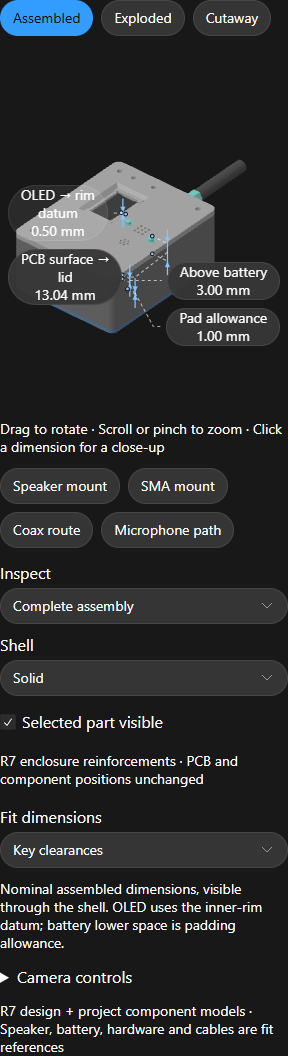 Assembled
Exploded
Cutaway
OLED → rim
datum
0.50 mm
PCB surface →
lid
13.04 mm
Above battery
3.00 mm
Pad allowance
1.00 mm
Drag to rotate · Scroll or pinch to zoom · Click
a dimension for a close-up
Speaker mount
SMA mount
Coax route
Microphone path
Inspect
Complete assembly
Shell
Solid
Selected part visible
R7 enclosure reinforcements · PCB and
component positions unchanged
Fit dimensions
Key clearances
Nominal assembled dimensions, visible
through the shell. OLED uses the inner-rim
datum; battery lower space is padding
allowance.
Camera controls
R7 design + project component models ·
Speaker, battery, hardware and cables are fit
references